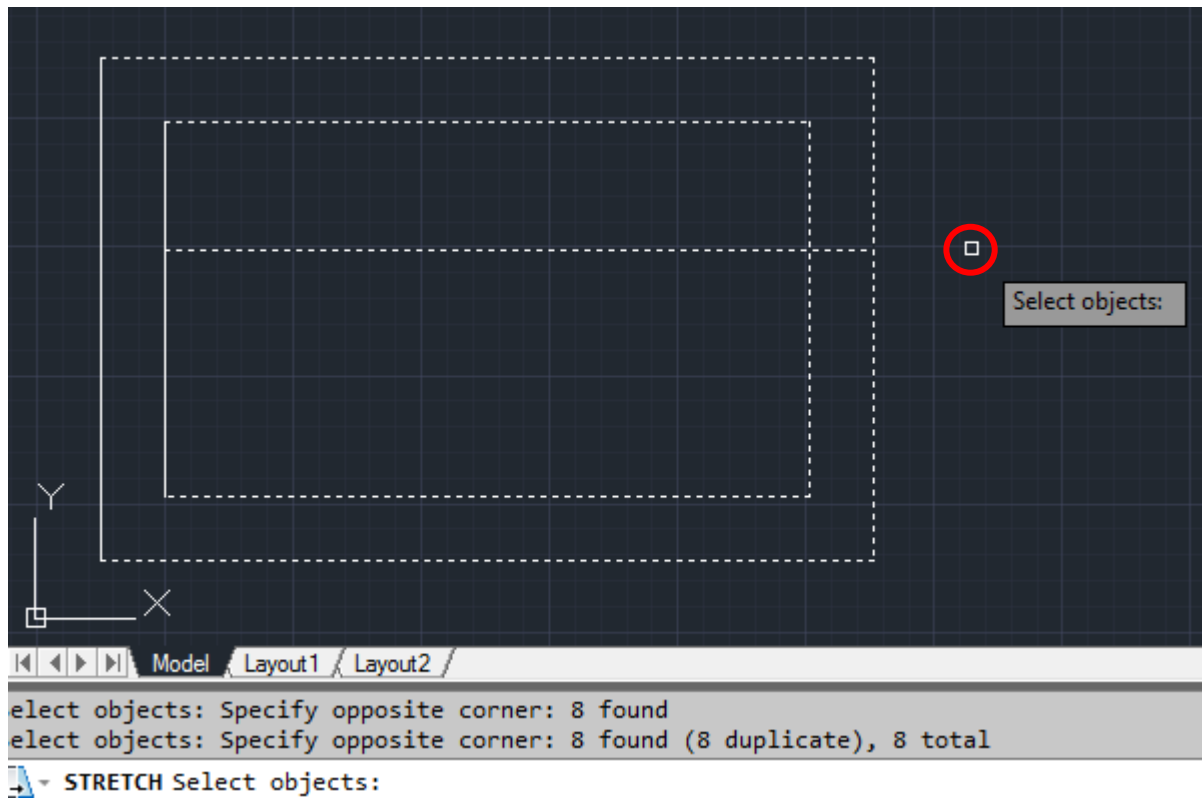 Select objects:
Y
X
Model Layout1 Layout2
elect objects: Specify opposite corner: 8 found
elect objects: Specify opposite corner: 8 found (8 duplicate), 8 total
STRETCH Select objects: